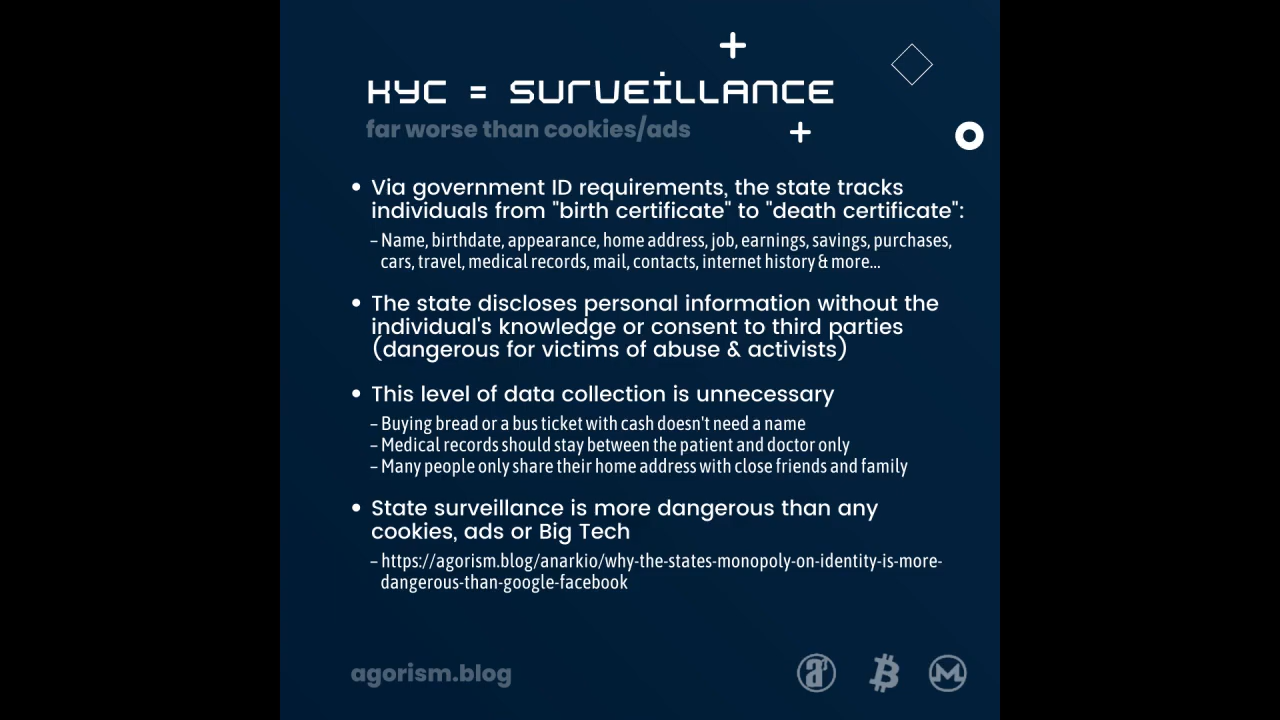 KYC = SURVEILLANCE
far worse than cookies/ads
• Via government ID requirements, the state tracks
individuals from "birth certificate" to "death certificate":
– Name, birthdate, appearance, home address, job, earnings, savings, purchases,
cars, travel, medical records, mail, contacts, internet history & more...
• The state discloses personal information without the
individual's knowledge or consent to third parties
(dangerous for victims of abuse & activists)
• This level of data collection is unnecessary
– Buying bread or a bus ticket with cash doesn't need a name
– Medical records should stay between the patient and doctor only
– Many people only share their home address with close friends and family
• State surveillance is more dangerous than any
cookies, ads or Big Tech
– https://agorism.blog/anarkio/why-the-states-monopoly-on-identity-is-more-
dangerous-than-google-facebook
agorism.blog